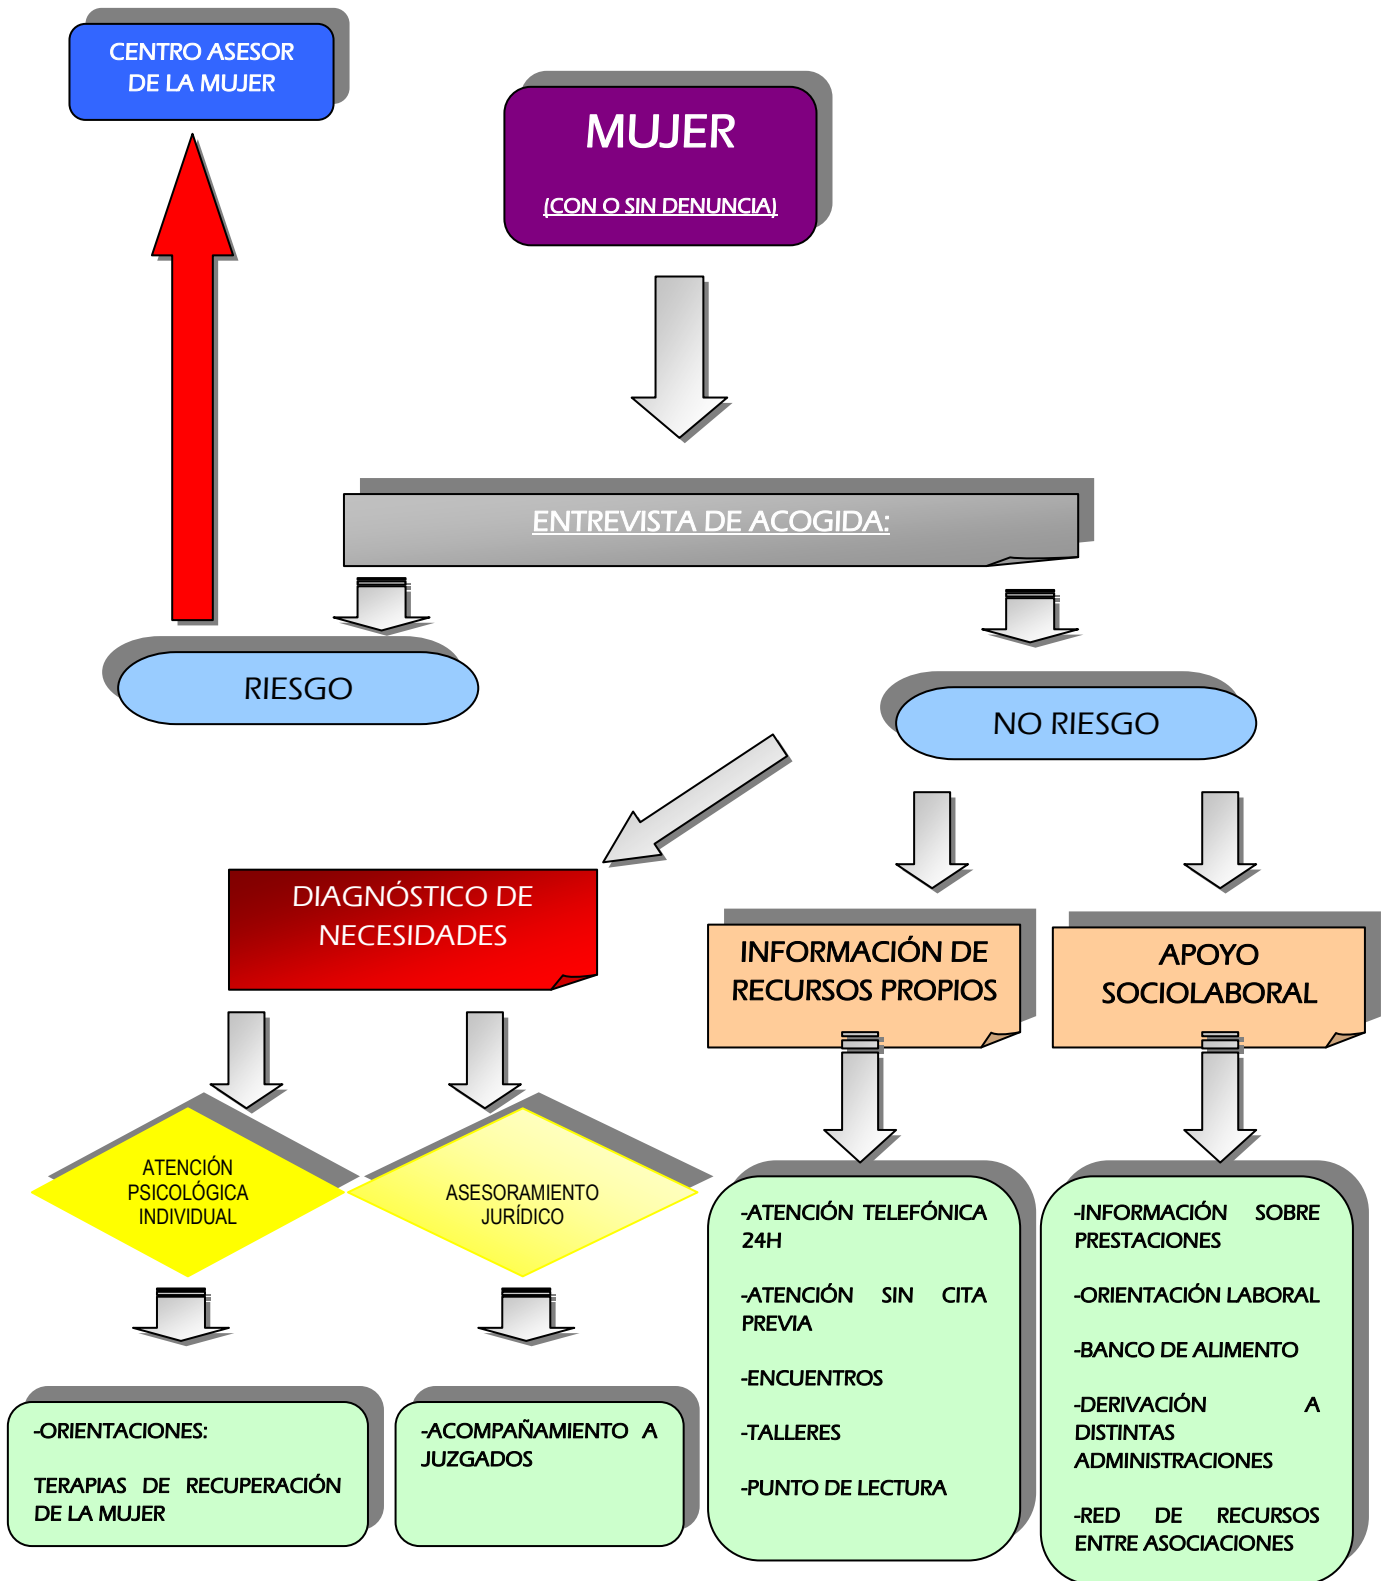 CENTRO ASESOR
DE LA MUJER
MUJER
(CON O SIN DENUNCIA)
ENTREVISTA DE ACOGIDA:
RIESGO
NO RIESGO
DIAGNÓSTICO DE
NECESIDADES
INFORMACIÓN DE
RECURSOS PROPIOS
APOYO
SOCIOLABORAL
ATENCIÓN
PSICOLÓGICA
INDIVIDUAL
ASESORAMIENTO
JURÍDICO
-ORIENTACIONES:
TERAPIAS DE RECUPERACIÓN
DE LA MUJER
-ACOMPAÑAMIENTO A
JUZGADOS
-ATENCIÓN TELEFÓNICA
24H
-ATENCIÓN SIN CITA
PREVIA
-ENCUENTROS
-TALLERES
-PUNTO DE LECTURA
-INFORMACIÓN SOBRE
PRESTACIONES
-ORIENTACIÓN LABORAL
-BANCO DE ALIMENTO
-DERIVACIÓN A
DISTINTAS
ADMINISTRACIONES
-RED DE RECURSOS
ENTRE ASOCIACIONES